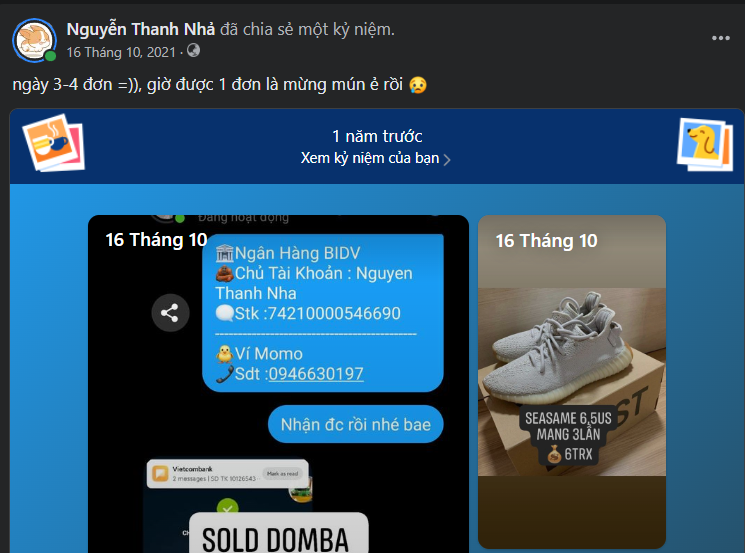 Nguyễn Thanh Nhả đã chia sẻ một kỷ niệm.
16 Tháng 10, 2021 ·
ngày 3-4 đơn =)), giờ được 1 đơn là mừng mún ẻ rồi 😥
1 năm trước
Xem kỷ niệm của bạn
16 Tháng 10
Đang hoạt động
🏛Ngân Hàng BIDV
Chủ Tài Khoản : Nguyen
Thanh Nha
Stk :74210000546690
----------------------------------------
🐥Ví Momo
Sdt :0946630197
Nhận đc rồi nhé bae
Vietcombank
2 messages | SD TK 10126543
Mark as read
SOLD DOMBA
16 Tháng 10
SEASAME 6,5US
MANG 3LẦN
💰 6TRX
ST